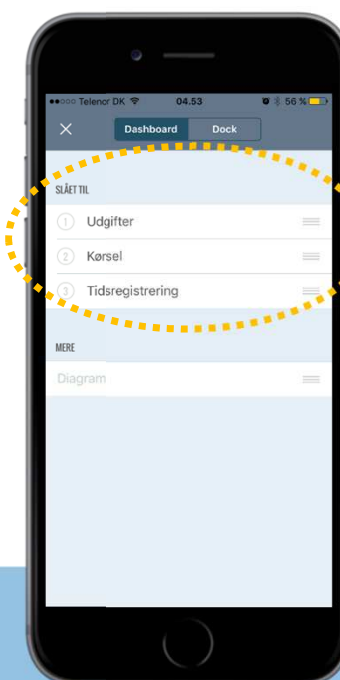 Telenor DK 04.53 56 %
Dashboard Dock
SLÅET TIL
1 Udgifter
2 Kørsel
3 Tidsregistrering
MERE
Diagram